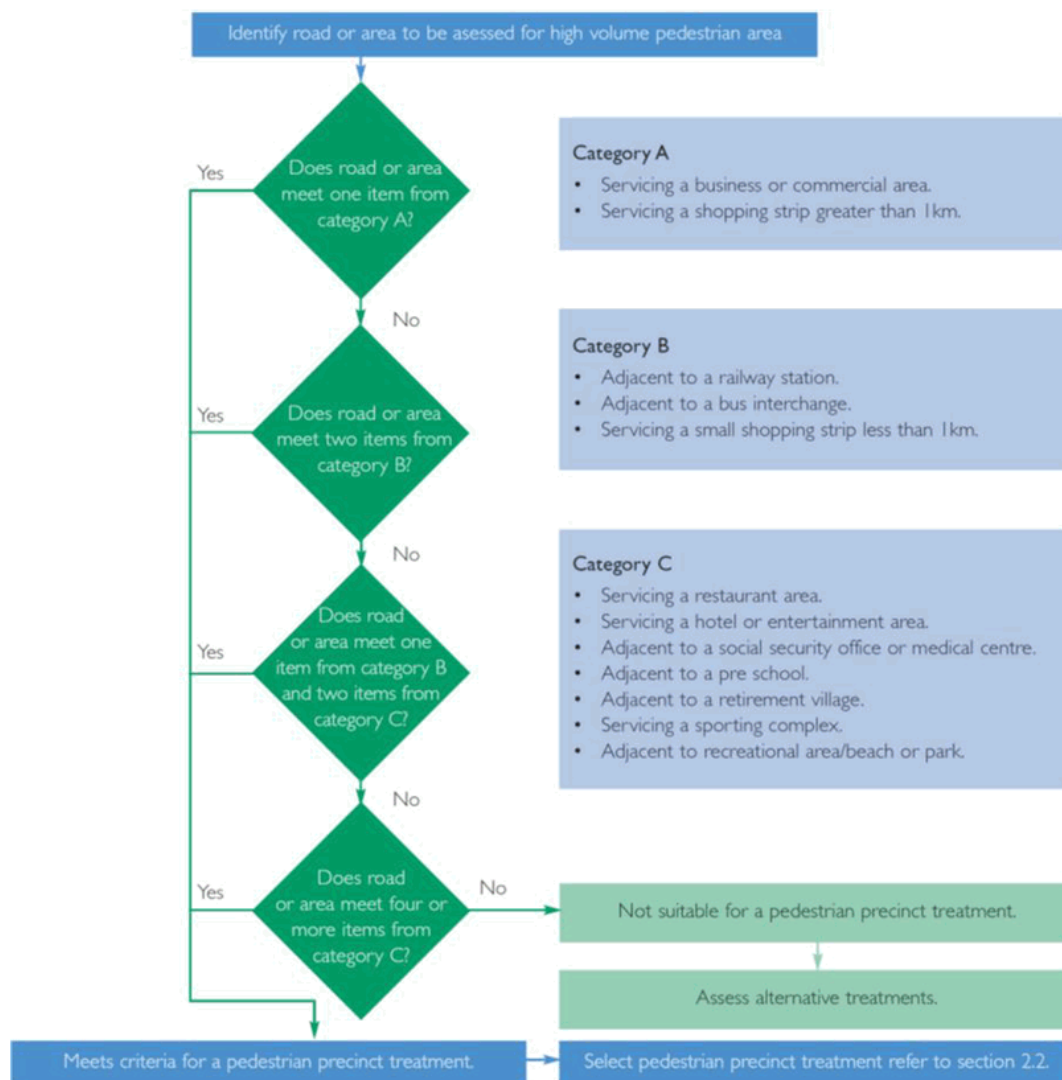 Identify road or area to be asessed for high volume pedestrian area
Yes
Does road or area
meet one item from
category A?
No
Category A
• Servicing a business or commercial area.
• Servicing a shopping strip greater than 1km.
Yes
Does road or area
meet two items from
category B?
No
Category B
• Adjacent to a railway station.
• Adjacent to a bus interchange.
• Servicing a small shopping strip less than 1km.
Yes
Does road
or area meet one
item from category B
and two items from
category C?
No
Category C
• Servicing a restaurant area.
• Servicing a hotel or entertainment area.
• Adjacent to a social security office or medical centre.
• Adjacent to a pre school.
• Adjacent to a retirement village.
• Servicing a sporting complex.
• Adjacent to recreational area/beach or park.
Yes
Does road
or area meet four or
more items from
category C?
No
Not suitable for a pedestrian precinct treatment.
Assess alternative treatments.
Meets criteria for a pedestrian precinct treatment.
Select pedestrian precinct treatment refer to section 2.2.